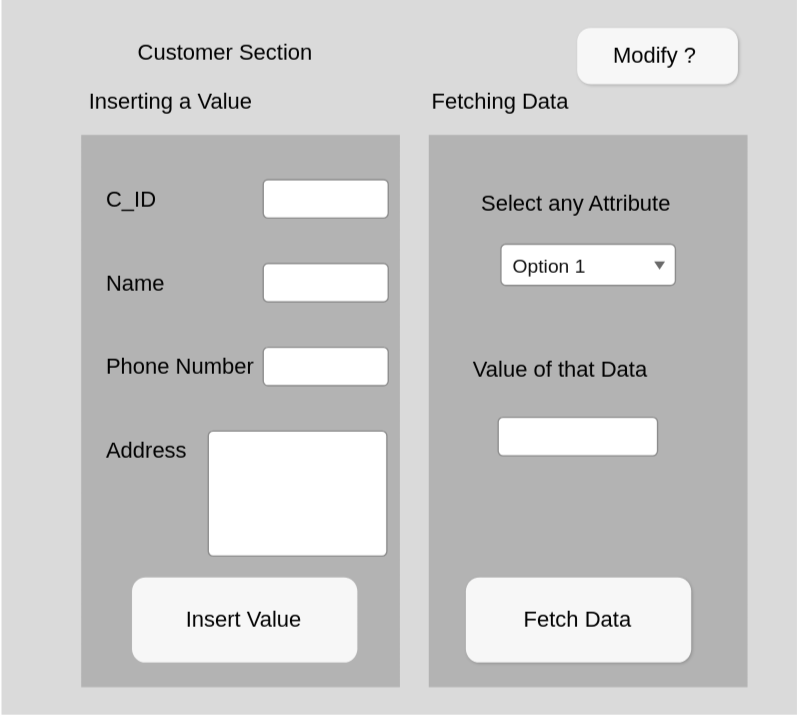 Customer Section
Modify ?
Inserting a Value
Fetching Data
C_ID
Name
Phone Number
Address
Insert Value
Select any Attribute
Option 1
Value of that Data
Fetch Data